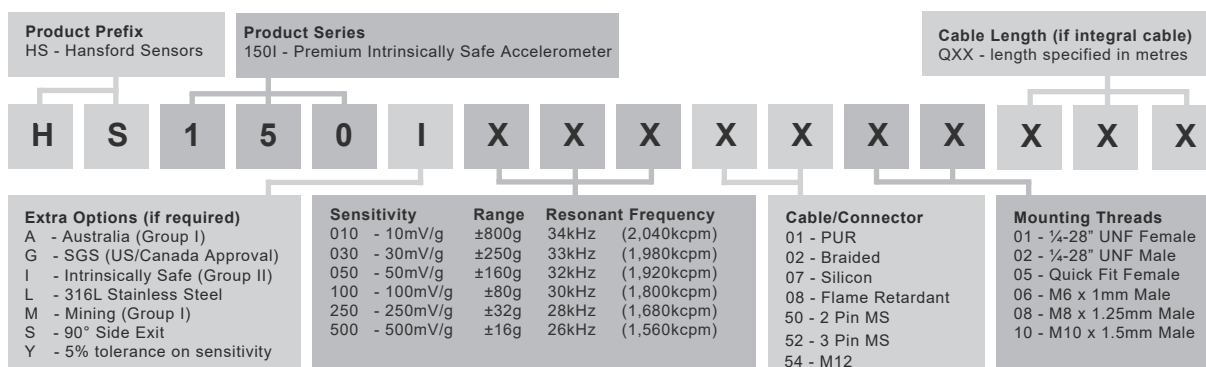 Product Prefix
HS - Hansford Sensors
Product Series
150I - Premium Intrinsically Safe Accelerometer
Cable Length (if integral cable)
QXX - length specified in metres
H S 1 5 0 I X X X X X X X X X X
Extra Options (if required)
A - Australia (Group I)
G - SGS (US/Canada Approval)
I - Intrinsically Safe (Group II)
L - 316L Stainless Steel
M - Mining (Group I)
S - 90° Side Exit
Y - 5% tolerance on sensitivity
Sensitivity Range Resonant Frequency
010 - 10mV/g ±800g 34kHz (2,040kcpm)
030 - 30mV/g ±250g 33kHz (1,980kcpm)
050 - 50mV/g ±160g 32kHz (1,920kcpm)
100 - 100mV/g ±80g 30kHz (1,800kcpm)
250 - 250mV/g ±32g 28kHz (1,680kcpm)
500 - 500mV/g ±16g 26kHz (1,560kcpm)
Cable/Connector
01 - PUR
02 - Braided
07 - Silicon
08 - Flame Retardant
50 - 2 Pin MS
52 - 3 Pin MS
54 - M12
Mounting Threads
01 - ¼-28” UNF Female
02 - ¼-28” UNF Male
05 - Quick Fit Female
06 - M6 x 1mm Male
08 - M8 x 1.25mm Male
10 - M10 x 1.5mm Male